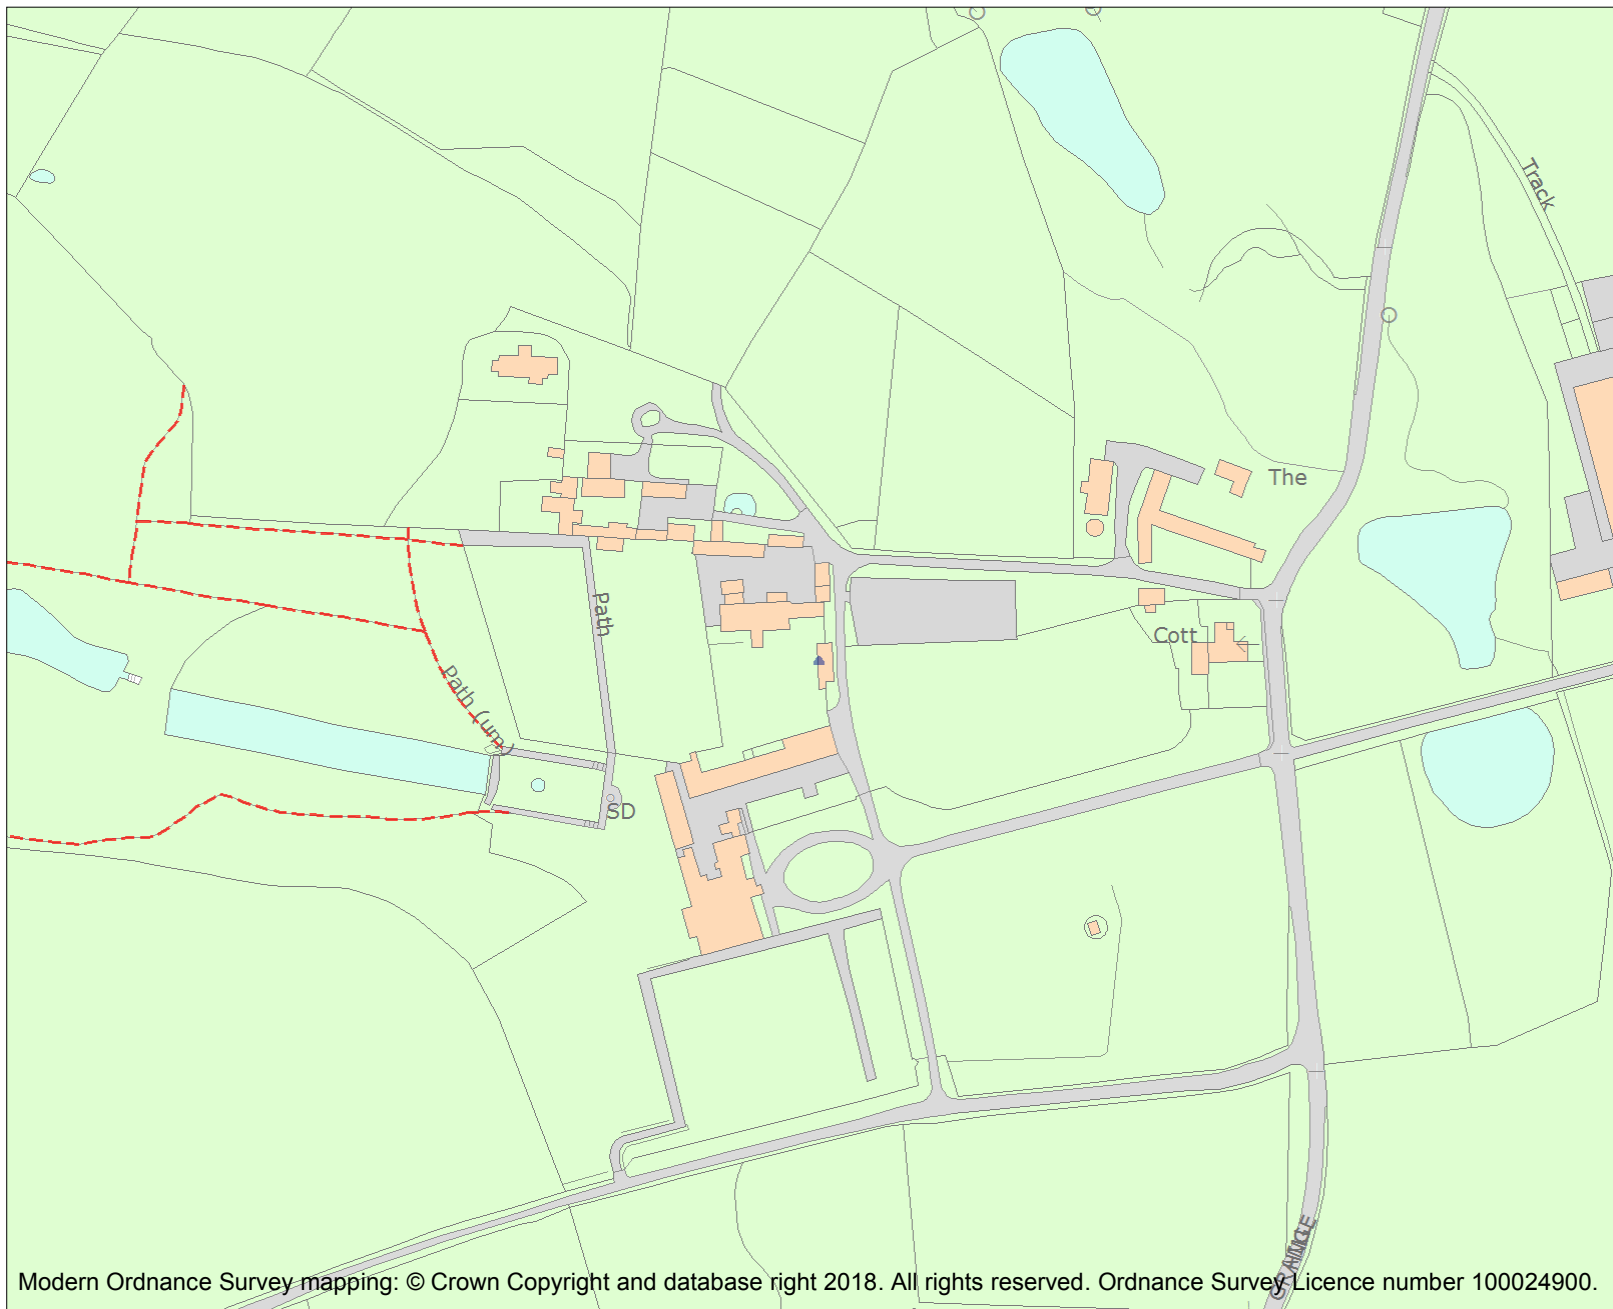 Track
The
Path
Cott
Path (um)
SD
Modern Ordnance Survey mapping: © Crown Copyright and database right 2018. All rights reserved. Ordnance Survey Licence number 100024900.